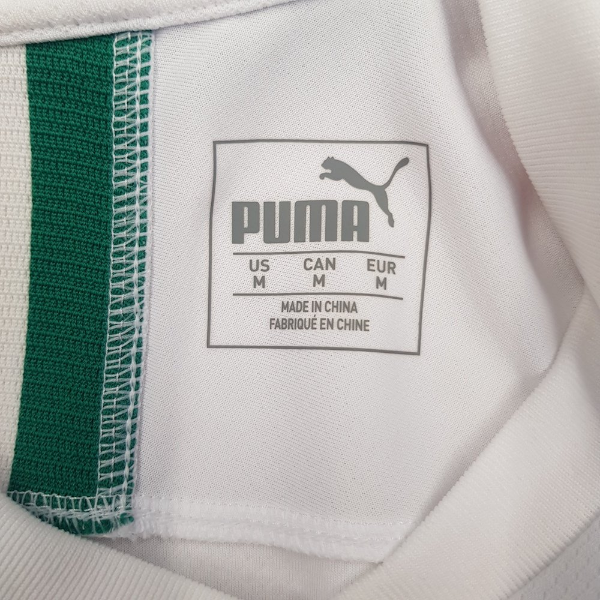 PUMA
US CAN EUR
M M M
MADE IN CHINA
FABRIQUÉ EN CHINE